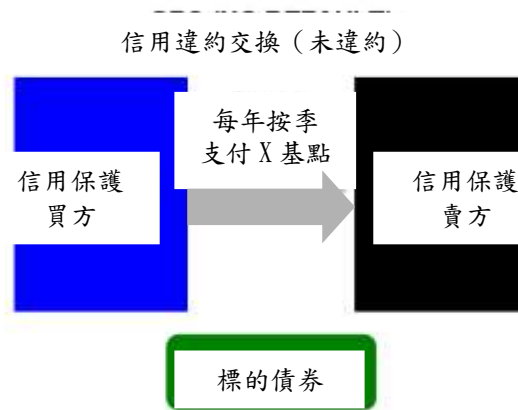 信用違約交換（未違約）
每年按季
支付 X 基點
信用保護
買方
信用保護
賣方
標的債券